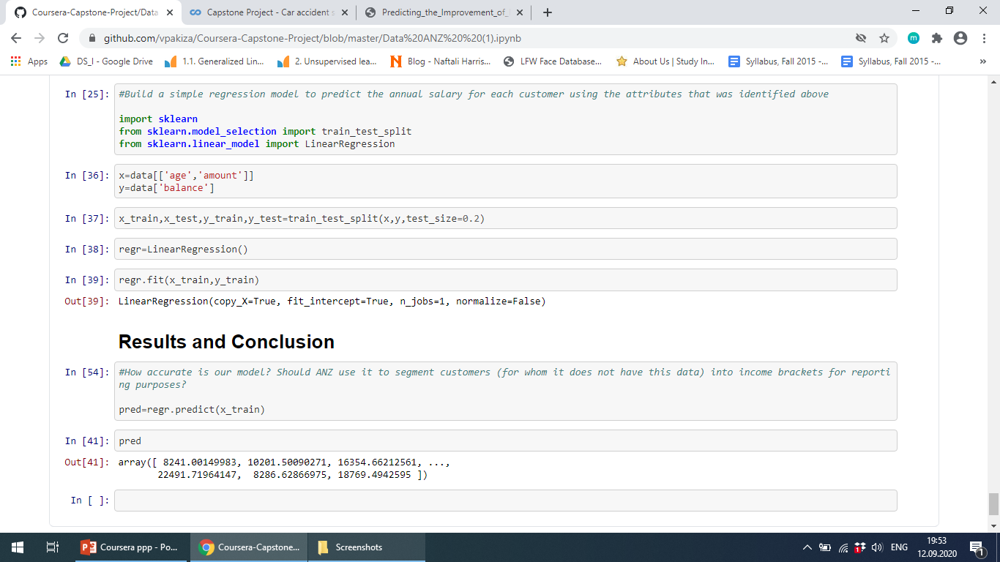 Coursera-Capstone-Project/Data
Capstone Project - Car accident s
Predicting_the_Improvement_of_
github.com/vpakiza/Coursera-Capstone-Project/blob/master/Data%20ANZ%20%20(1).ipynb
m
Apps
DS_I - Google Drive
1.1. Generalized Lin...
2. Unsupervised lea...
Blog - Naftali Harris...
LFW Face Database...
About Us | Study In...
Syllabus, Fall 2015 -...
Syllabus, Fall 2015 -...
»
In [25]: #Build a simple regression model to predict the annual salary for each customer using the attributes that was identified above
import sklearn
from sklearn.model_selection import train_test_split
from sklearn.linear_model import LinearRegression
In [36]: x=data[['age','amount']]
y=data['balance']
In [37]: x_train,x_test,y_train,y_test=train_test_split(x,y,test_size=0.2)
In [38]: regr=LinearRegression()
In [39]: regr.fit(x_train,y_train)
Out[39]: LinearRegression(copy_X=True, fit_intercept=True, n_jobs=1, normalize=False)
Results and Conclusion
In [54]: #How accurate is our model? Should ANZ use it to segment customers (for whom it does not have this data) into income brackets for reporti
ng purposes?
pred=regr.predict(x_train)
In [41]: pred
Out[41]: array([ 8241.00149983, 10201.50090271, 16354.66212561, ...,
22491.71964147,  8286.62866975, 18769.4942595 ])
In [ ]:
Coursera ppp - Po...
Coursera-Capstone...
Screenshots
1
ENG
19:53
12.09.2020
1